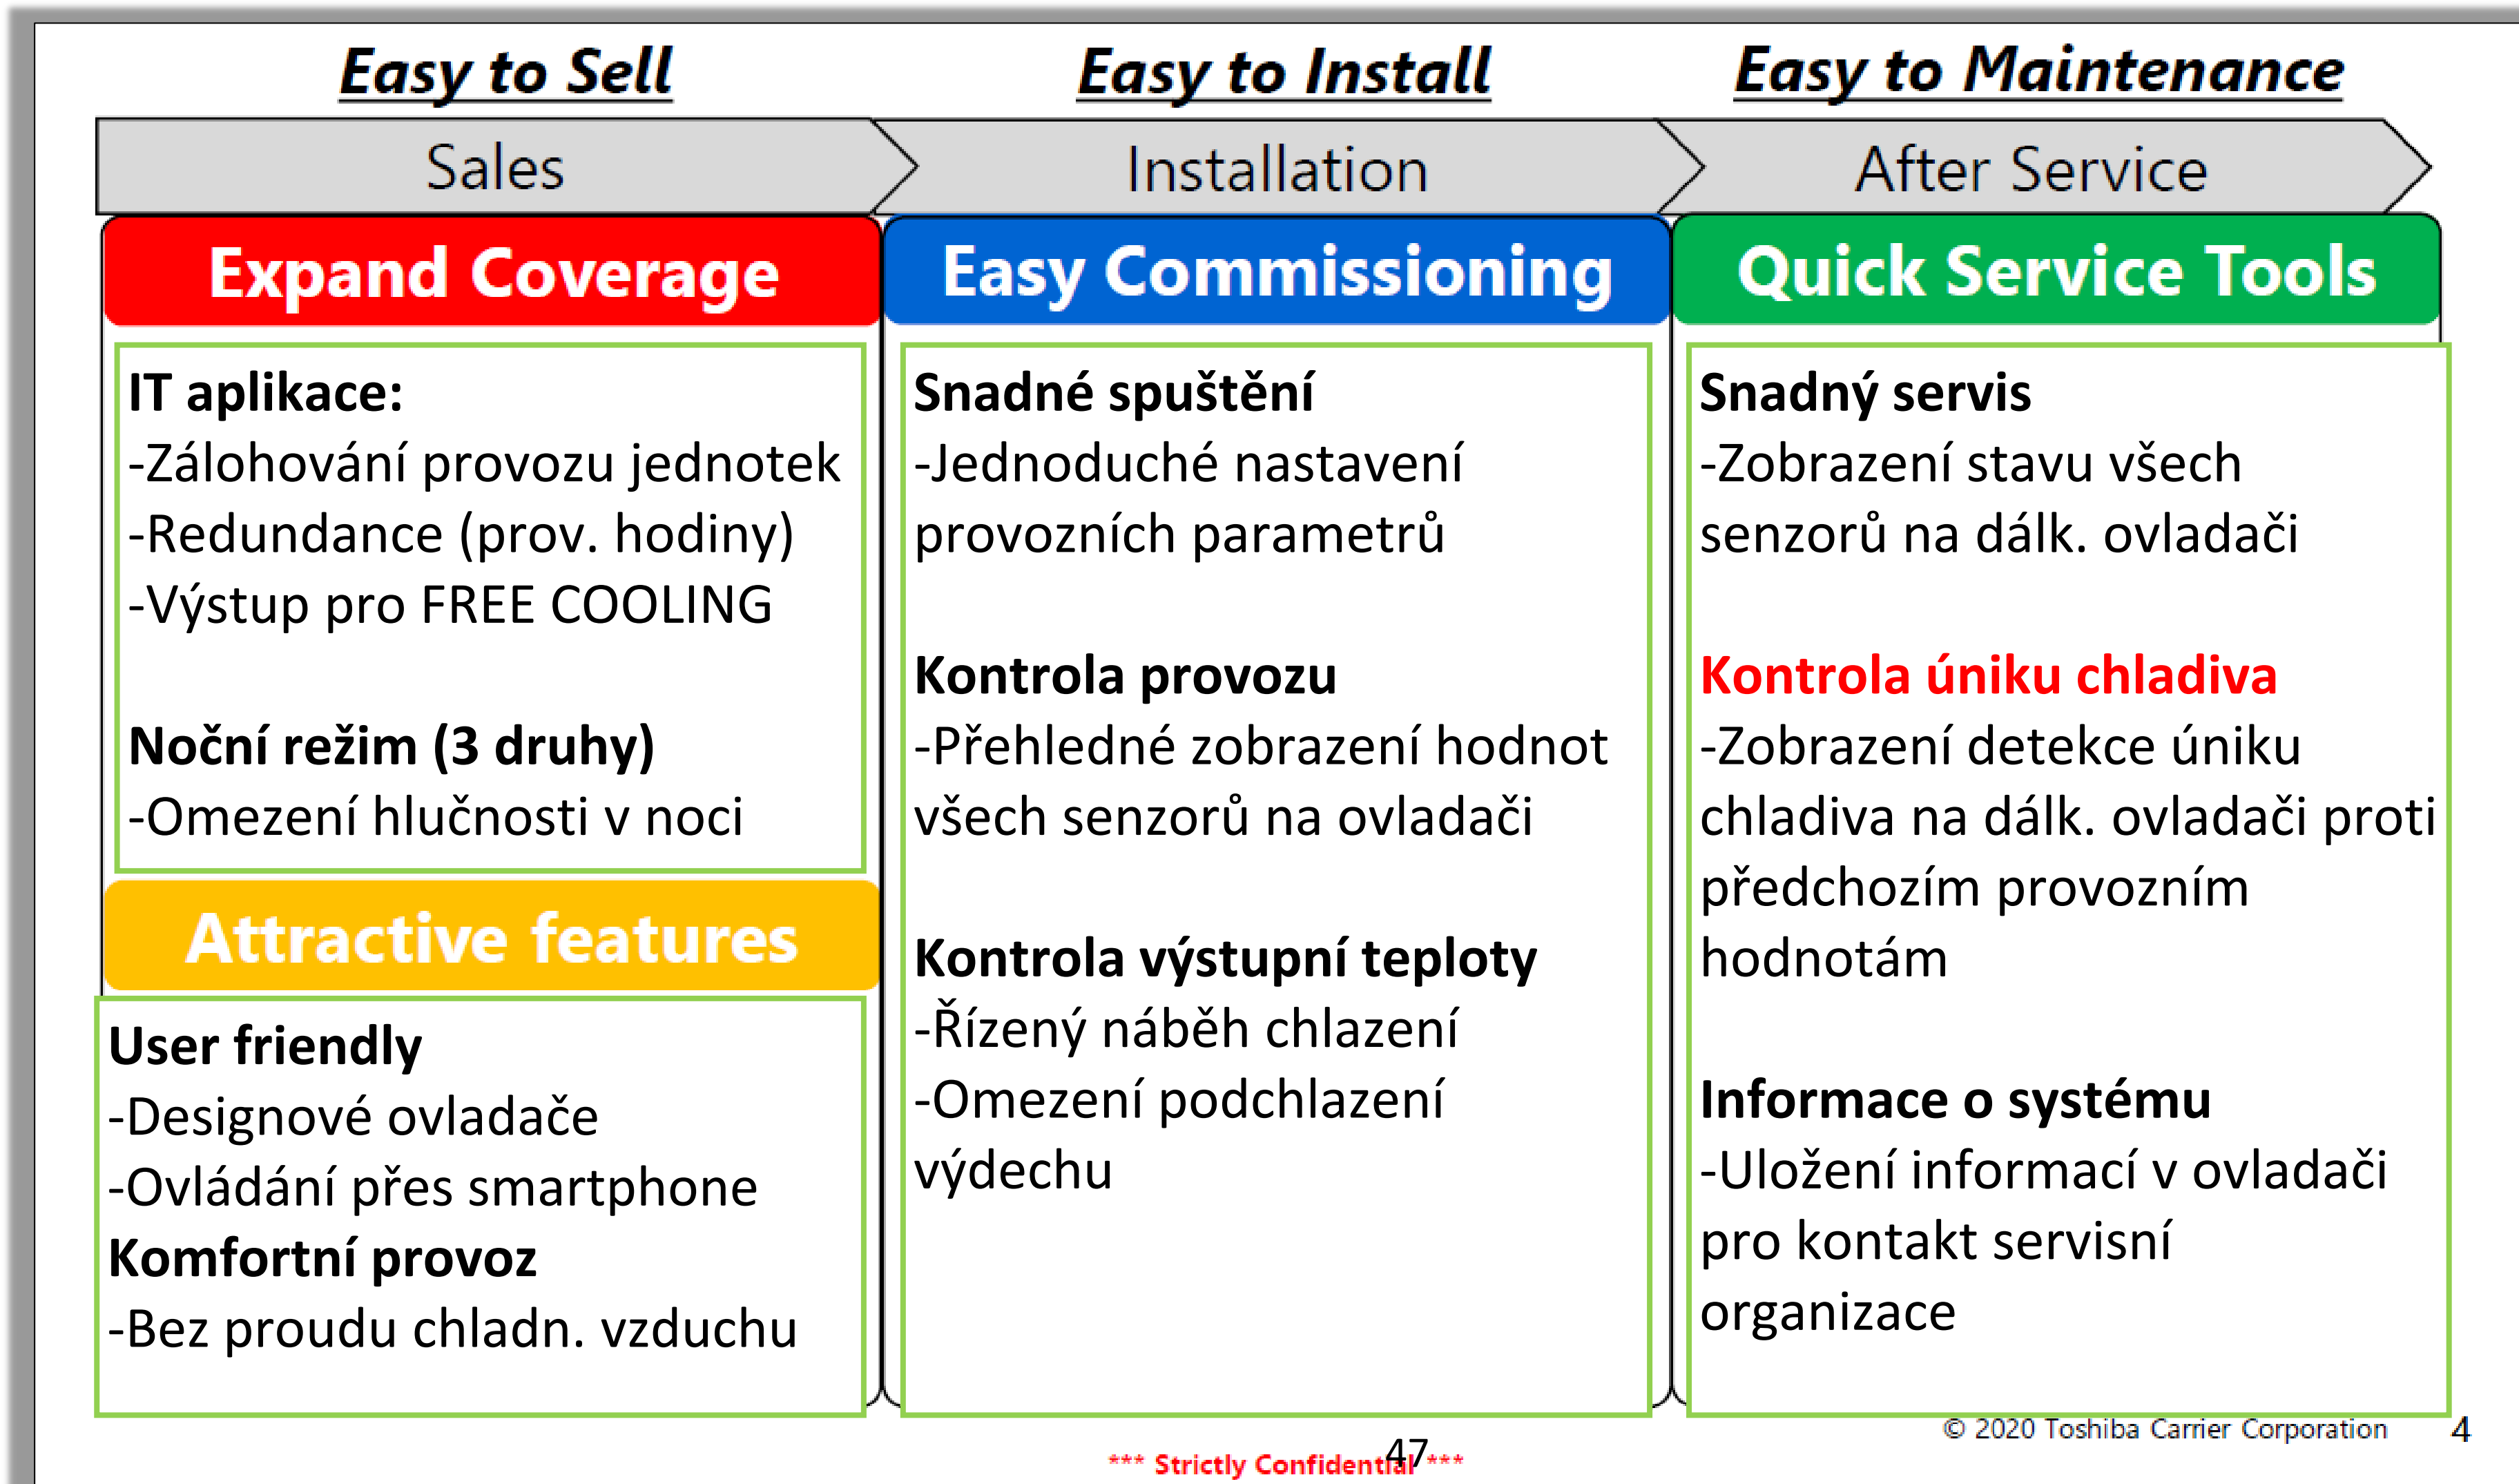 Easy to Sell
Easy to Install
Easy to Maintenance
Sales
Installation
After Service
Expand Coverage
IT aplikace:
-Zálohování provozu jednotek
-Redundance (prov. hodiny)
-Výstup pro FREE COOLING
Noční režim (3 druhy)
-Omezení hlučnosti v noci
Attractive features
User friendly
-Designové ovladače
-Ovládání přes smartphone
Komfortní provoz
-Bez proudu chladn. vzduchu
Easy Commissioning
Snadné spuštění
-Jednoduché nastavení
provozních parametrů
Kontrola provozu
-Přehledné zobrazení hodnot
všech senzorů na ovladači
Kontrola výstupní teploty
-Řízený náběh chlazení
-Omezení podchlazení
výdechu
Quick Service Tools
Snadný servis
-Zobrazení stavu všech
senzorů na dálk. ovladači
Kontrola úniku chladiva
-Zobrazení detekce úniku
chladiva na dálk. ovladači proti
předchozím provozním
hodnotám
Informace o systému
-Uložení informací v ovladači
pro kontakt servisní
organizace
© 2020 Toshiba Carrier Corporation
4
*** Strictly Confidential ***
47